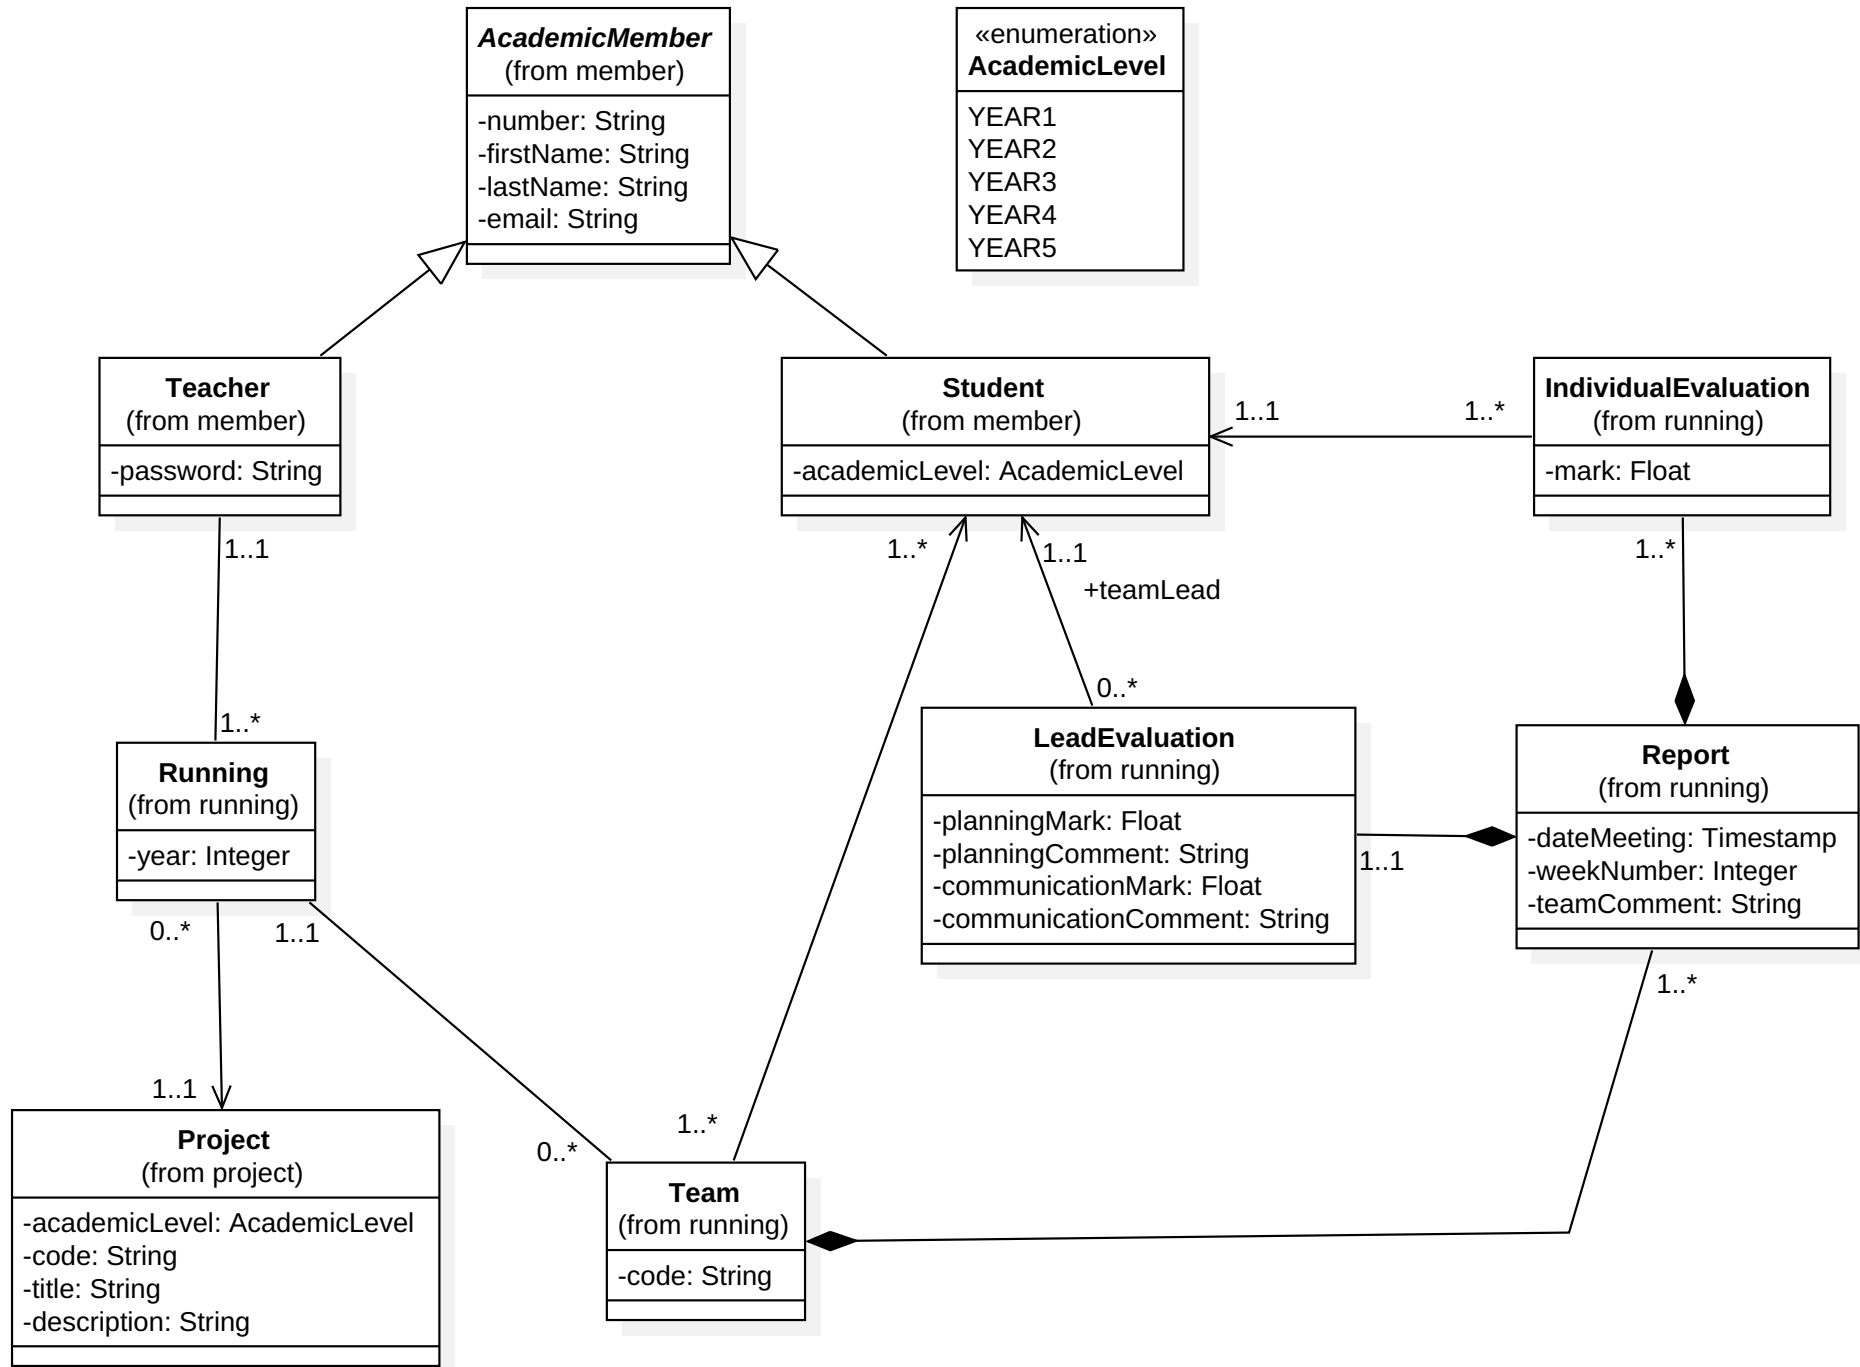 AcademicMember
(from member)
-number: String
-firstName: String
-lastName: String
-email: String
«enumeration»
AcademicLevel
YEAR1
YEAR2
YEAR3
YEAR4
YEAR5
Teacher
(from member)
-password: String
Student
(from member)
-academicLevel: AcademicLevel
1..1
1..*
IndividualEvaluation
(from running)
-mark: Float
1..1
1..*
1..1
+teamLead
1..*
0..*
1..*
Running
(from running)
-year: Integer
LeadEvaluation
(from running)
-planningMark: Float
-planningComment: String
-communicationMark: Float
-communicationComment: String
1..1
Report
(from running)
-dateMeeting: Timestamp
-weekNumber: Integer
-teamComment: String
0..*
1..1
1..*
1..1
1..*
0..*
Project
(from project)
-academicLevel: AcademicLevel
-code: String
-title: String
-description: String
Team
(from running)
-code: String